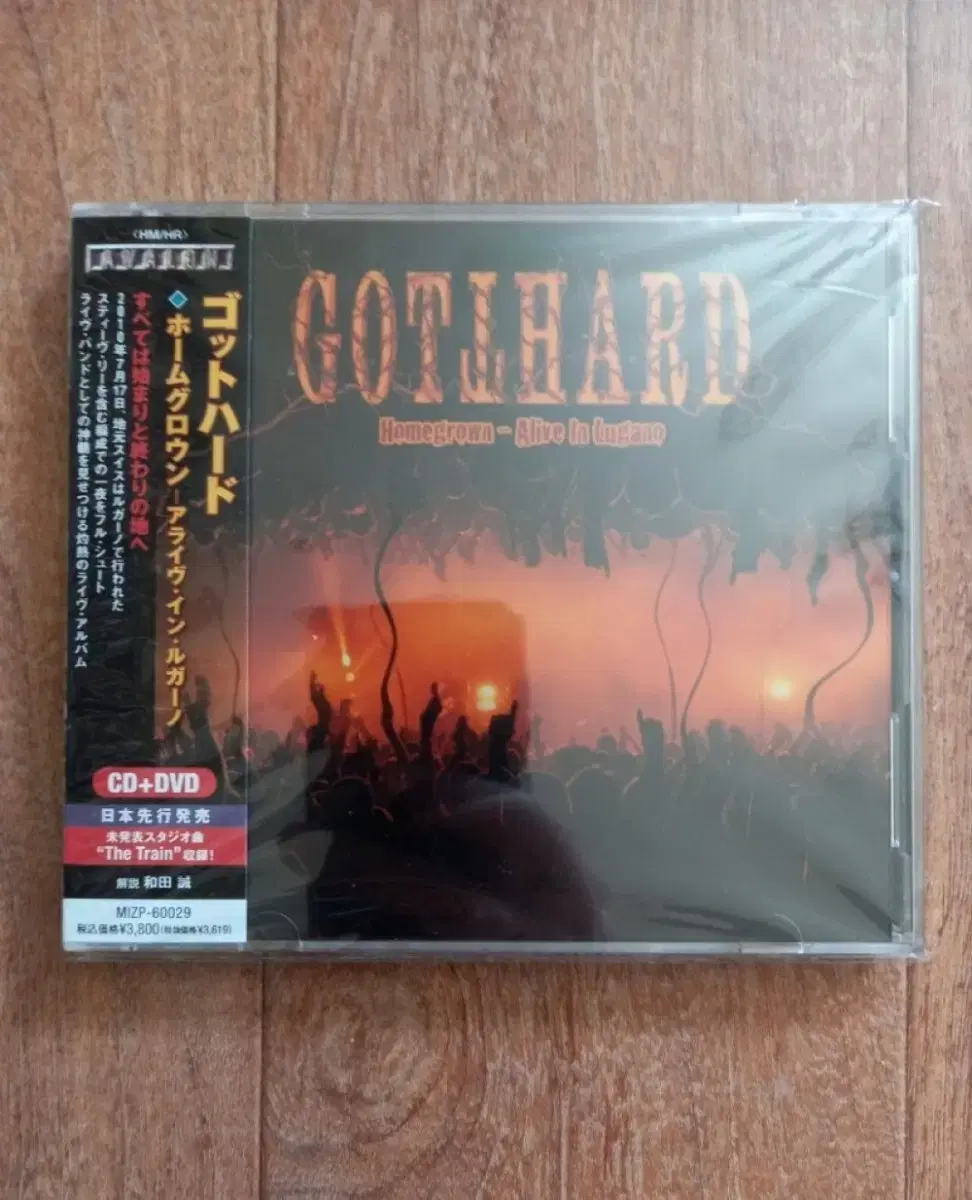 〈HM/HR〉
AVALON
ゴットハード
◆ホームグロウン－アライヴ・イン・ルガーノ
すべては始まりと終わりの地へ
2010年7月17日、地元スイスはルガーノで行われた
スティーヴ・リーを含む編成での一夜をフル・シュート
ライヴ・バンドとしての神髄を見せつける灼熱のライヴ・アルバム
CD+DVD
日本先行発売
未発表スタジオ曲
“The Train”収録!
解説 和田 誠
MIZP-60029
税込価格¥3,800(税抜価格¥3,619)
GOTTHARD
Homegrown - Alive in Lugano